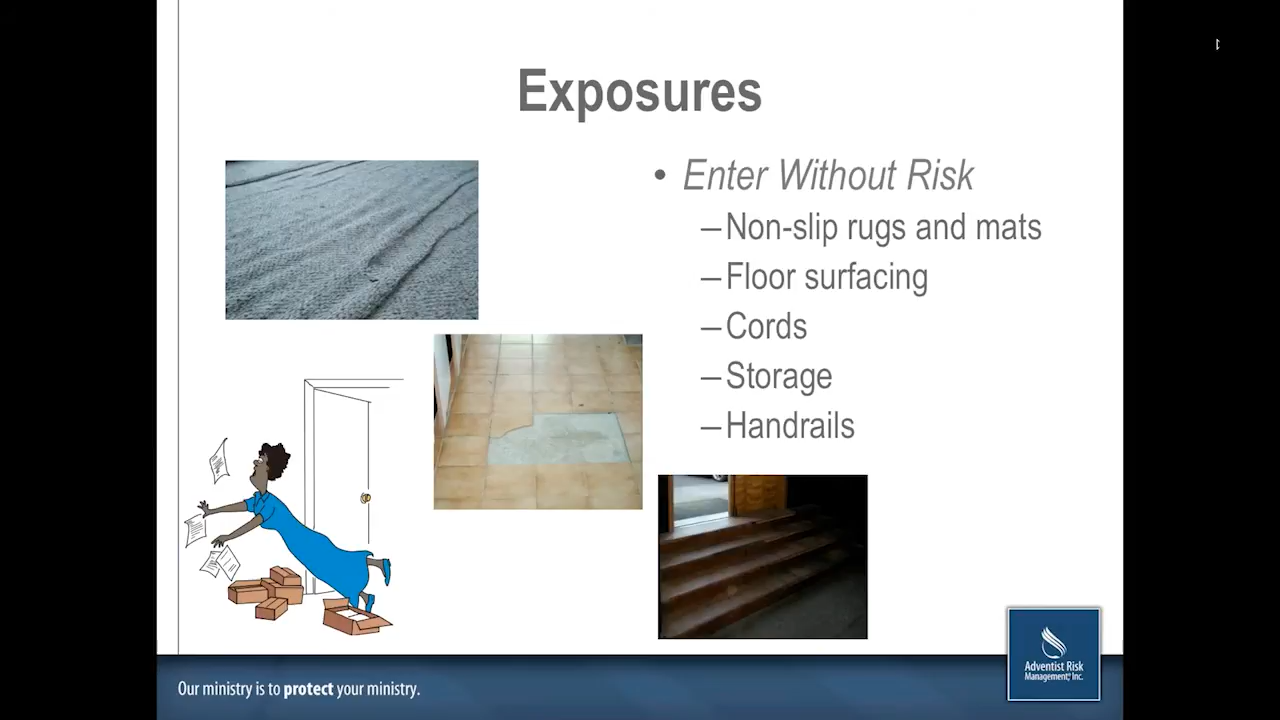 Exposures
• Enter Without Risk
–Non-slip rugs and mats
–Floor surfacing
–Cords
–Storage
–Handrails
Our ministry is to protect your ministry.
Adventist Risk
Management, Inc.